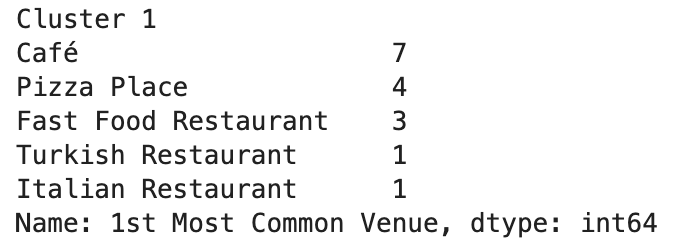 Cluster 1
Café                    7
Pizza Place             4
Fast Food Restaurant    3
Turkish Restaurant      1
Italian Restaurant      1
Name: 1st Most Common Venue, dtype: int64